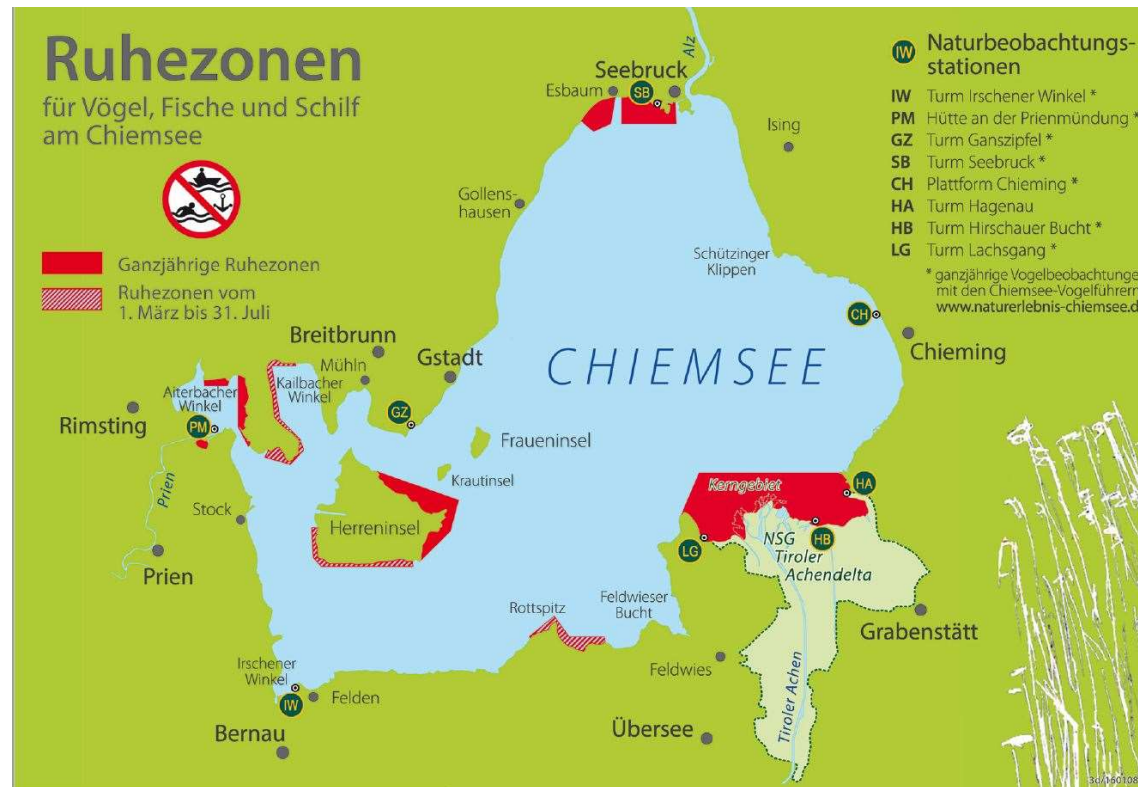 Ruhezonen
für Vögel, Fische und Schilf
am Chiemsee
Ganzjährige Ruhezonen
Ruhezonen vom
1. März bis 31. Juli
IW
Naturbeobachtungs-
stationen
IW Turm Irschener Winkel *
PM Hütte an der Prienmündung *
GZ Turm Ganszipfel *
SB Turm Seebruck *
CH Plattform Chieming *
HA Turm Hagenau
HB Turm Hirschauer Bucht *
LG Turm Lachsgang *
* ganzjährige Vogelbeobachtunge
mit den Chiemsee-Vogelführern
www.naturerlebnis-chiemsee.d
Alz
Seebruck
Esbaum
SB
Ising
Gollens-
hausen
Schützinger
Klippen
CH
Chieming
CHIEMSEE
Breitbrunn
Mühln
Gstadt
Kailbacher
Winkel
Aiterbacher
Winkel
Rimsting
PM
GZ
Fraueninsel
Krautinsel
Herreninsel
Prien
Stock
Prien
Kerngebiet
HA
LG
HB
NSG
Tiroler
Achendelta
Grabenstätt
Feldwieser
Bucht
Rottspitz
Feldwies
Tiroler Achen
Übersee
Irschener
Winkel
IW
Felden
Bernau
3d/160108